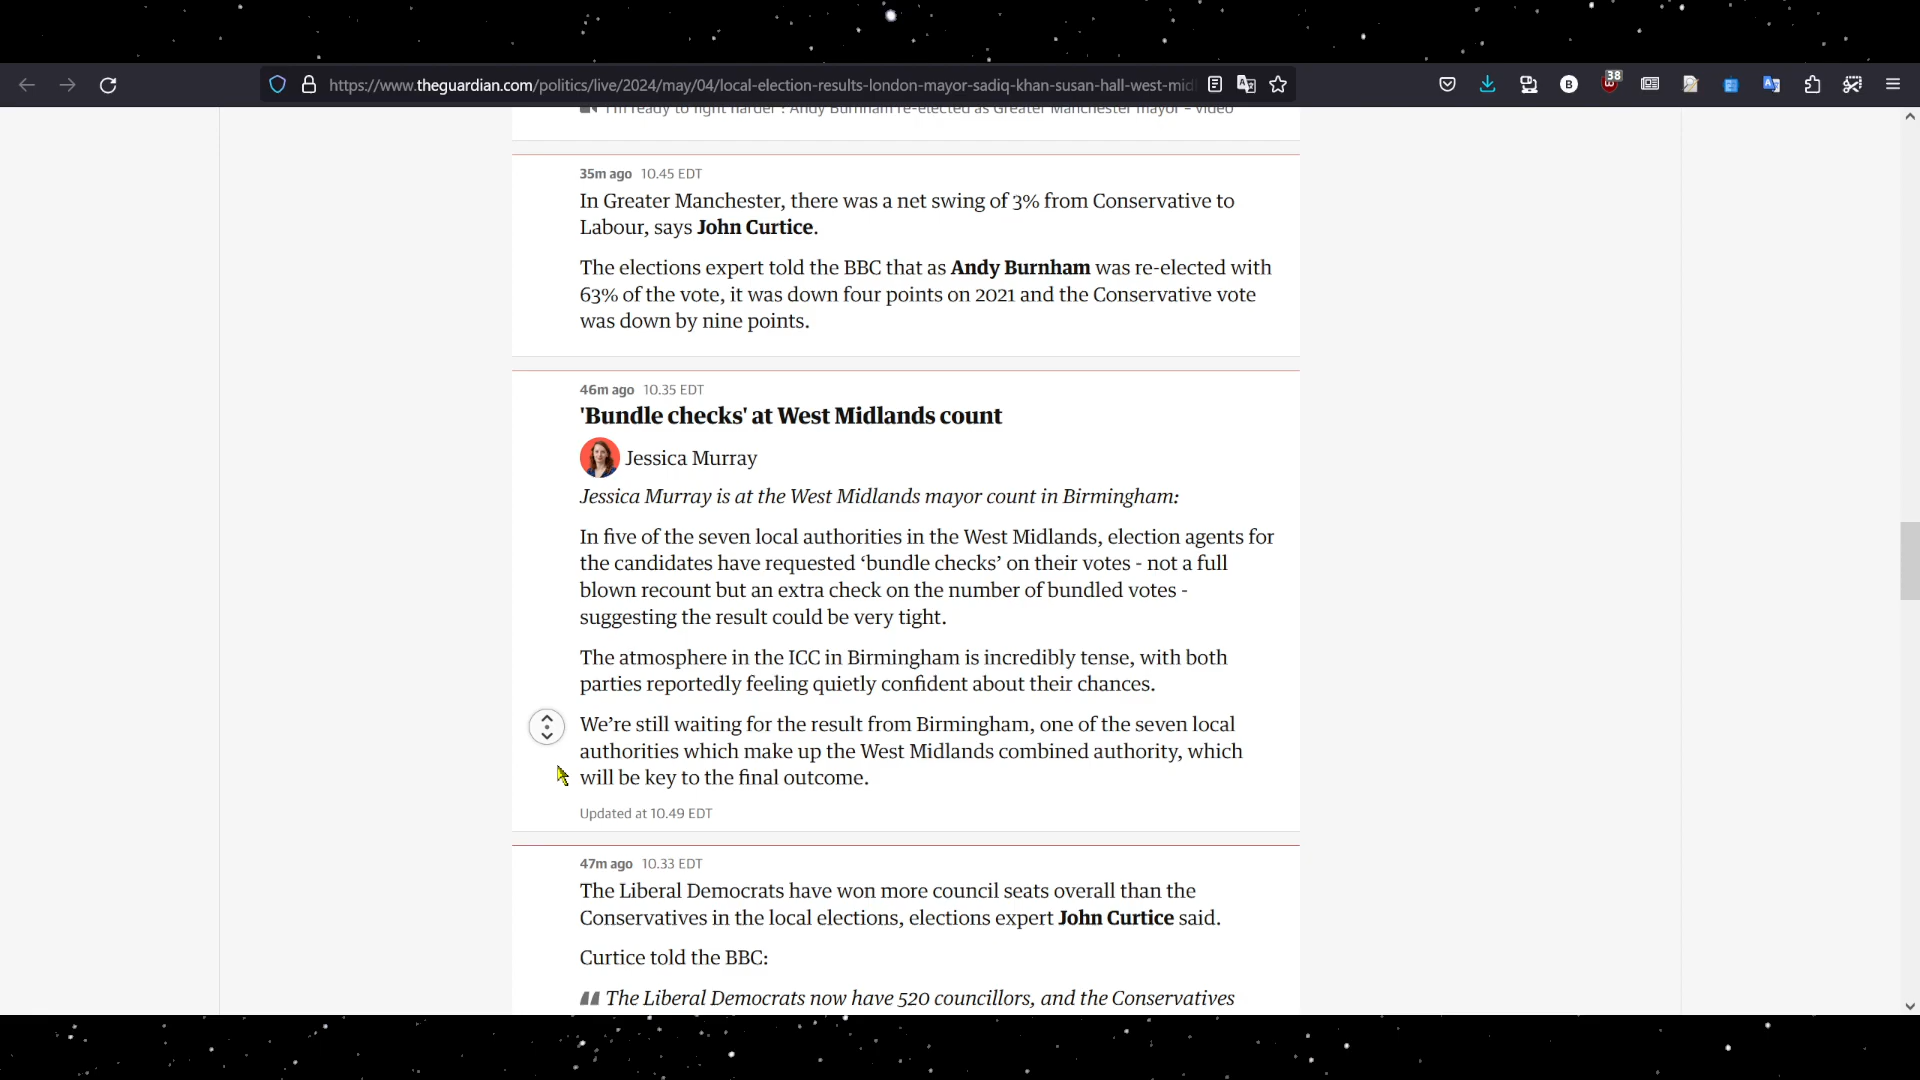 https://www.theguardian.com/politics/live/2024/may/04/local-election-results-london-mayor-sadiq-khan-susan-hall-west-mid
38
'I'm ready to fight harder': Andy Burnham re-elected as Greater Manchester mayor – video
35m ago 10.45 EDT
In Greater Manchester, there was a net swing of 3% from Conservative to
Labour, says John Curtice.
The elections expert told the BBC that as Andy Burnham was re-elected with
63% of the vote, it was down four points on 2021 and the Conservative vote
was down by nine points.
46m ago 10.35 EDT
'Bundle checks' at West Midlands count
Jessica Murray
Jessica Murray is at the West Midlands mayor count in Birmingham:
In five of the seven local authorities in the West Midlands, election agents for
the candidates have requested ‘bundle checks’ on their votes - not a full
blown recount but an extra check on the number of bundled votes -
suggesting the result could be very tight.
The atmosphere in the ICC in Birmingham is incredibly tense, with both
parties reportedly feeling quietly confident about their chances.
We’re still waiting for the result from Birmingham, one of the seven local
authorities which make up the West Midlands combined authority, which
will be key to the final outcome.
Updated at 10.49 EDT
47m ago 10.33 EDT
The Liberal Democrats have won more council seats overall than the
Conservatives in the local elections, elections expert John Curtice said.
Curtice told the BBC:
The Liberal Democrats now have 520 councillors, and the Conservatives